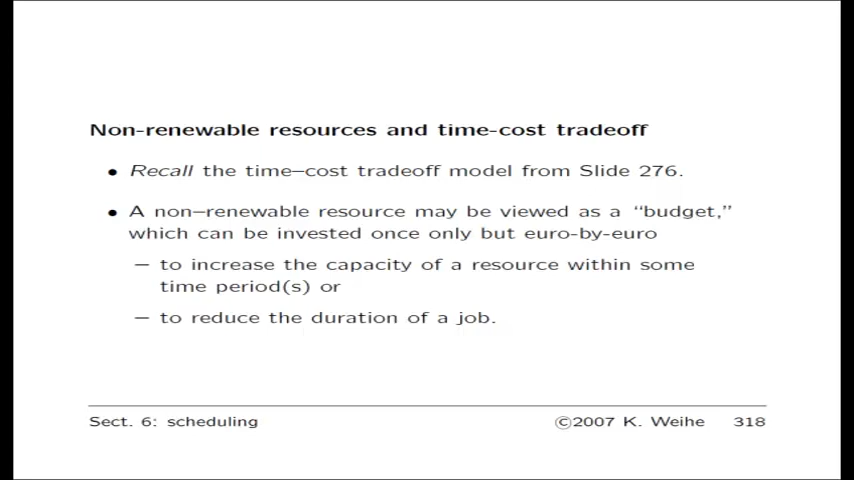 Non-renewable resources and time-cost tradeoff
• Recall the time–cost tradeoff model from Slide 276.
• A non–renewable resource may be viewed as a “budget,”
which can be invested once only but euro-by-euro
– to increase the capacity of a resource within some
time period(s) or
– to reduce the duration of a job.
Sect. 6: scheduling ©2007 K. Weihe 318